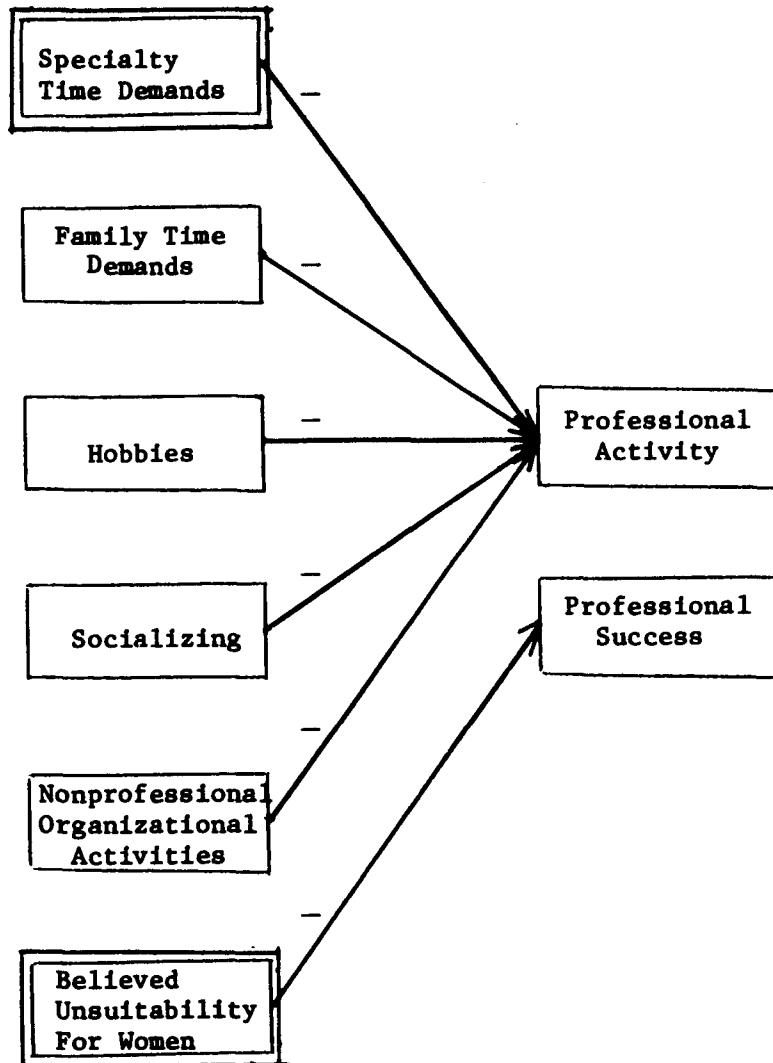 Specialty
Time Demands
—
Family Time
Demands
—
Hobbies
—
Professional
Activity
Socializing
—
Professional
Success
Nonprofessional
Organizational
Activities
—
Believed
Unsuitability
For Women
—